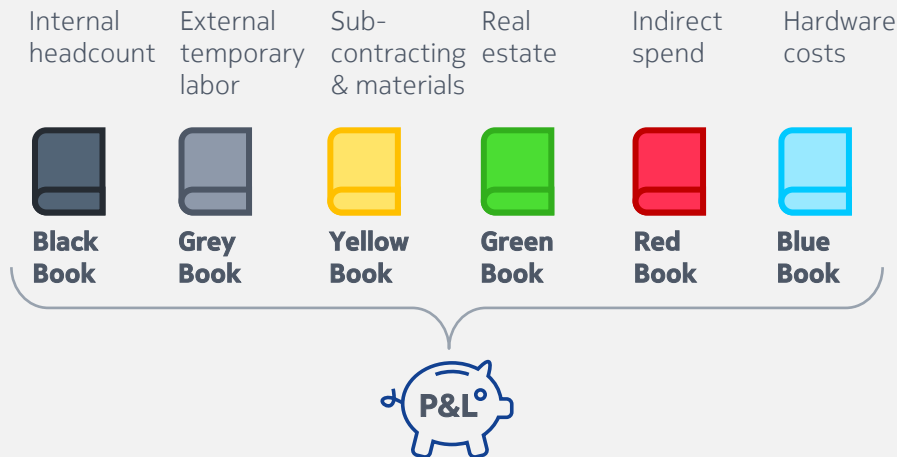 Internal
headcount
External
temporary
labor
Sub-
contracting
& materials
Real
estate
Indirect
spend
Hardware
costs
Black
Book
Grey
Book
Yellow
Book
Green
Book
Red
Book
Blue
Book
P&L